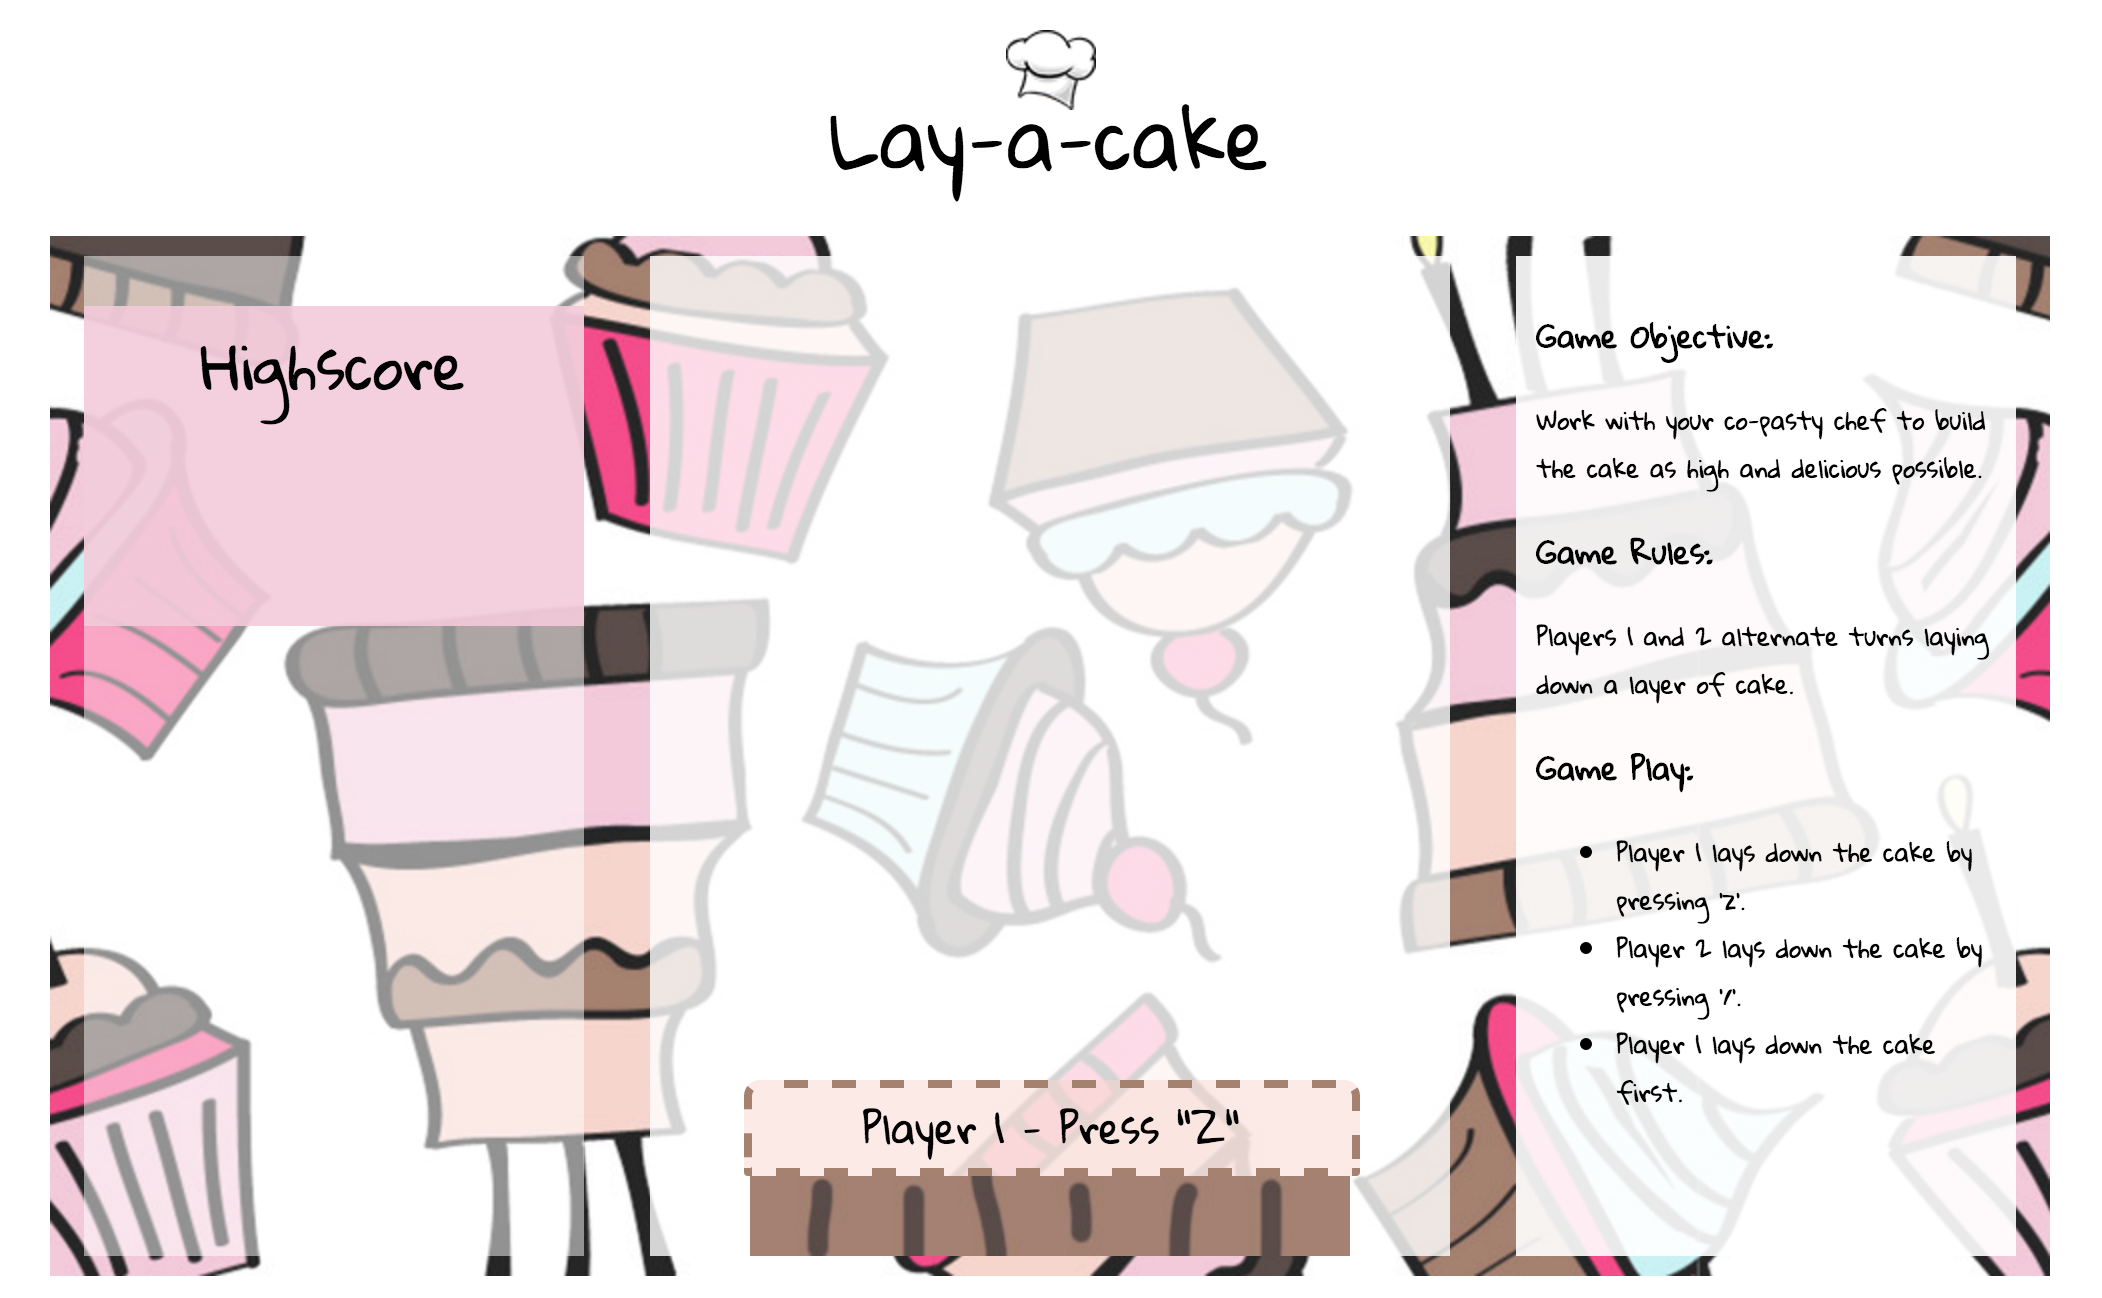 Lay-a-cake
Highscore
Game Objective:
Work with your co-pasty chef to build
the cake as high and delicious possible.
Game Rules:
Players 1 and 2 alternate turns laying
down a layer of cake.
Game Play:
• Player 1 lays down the cake by
pressing 'Z'.
• Player 2 lays down the cake by
pressing '/'.
• Player 1 lays down the cake
first.
Player 1 - Press "Z"